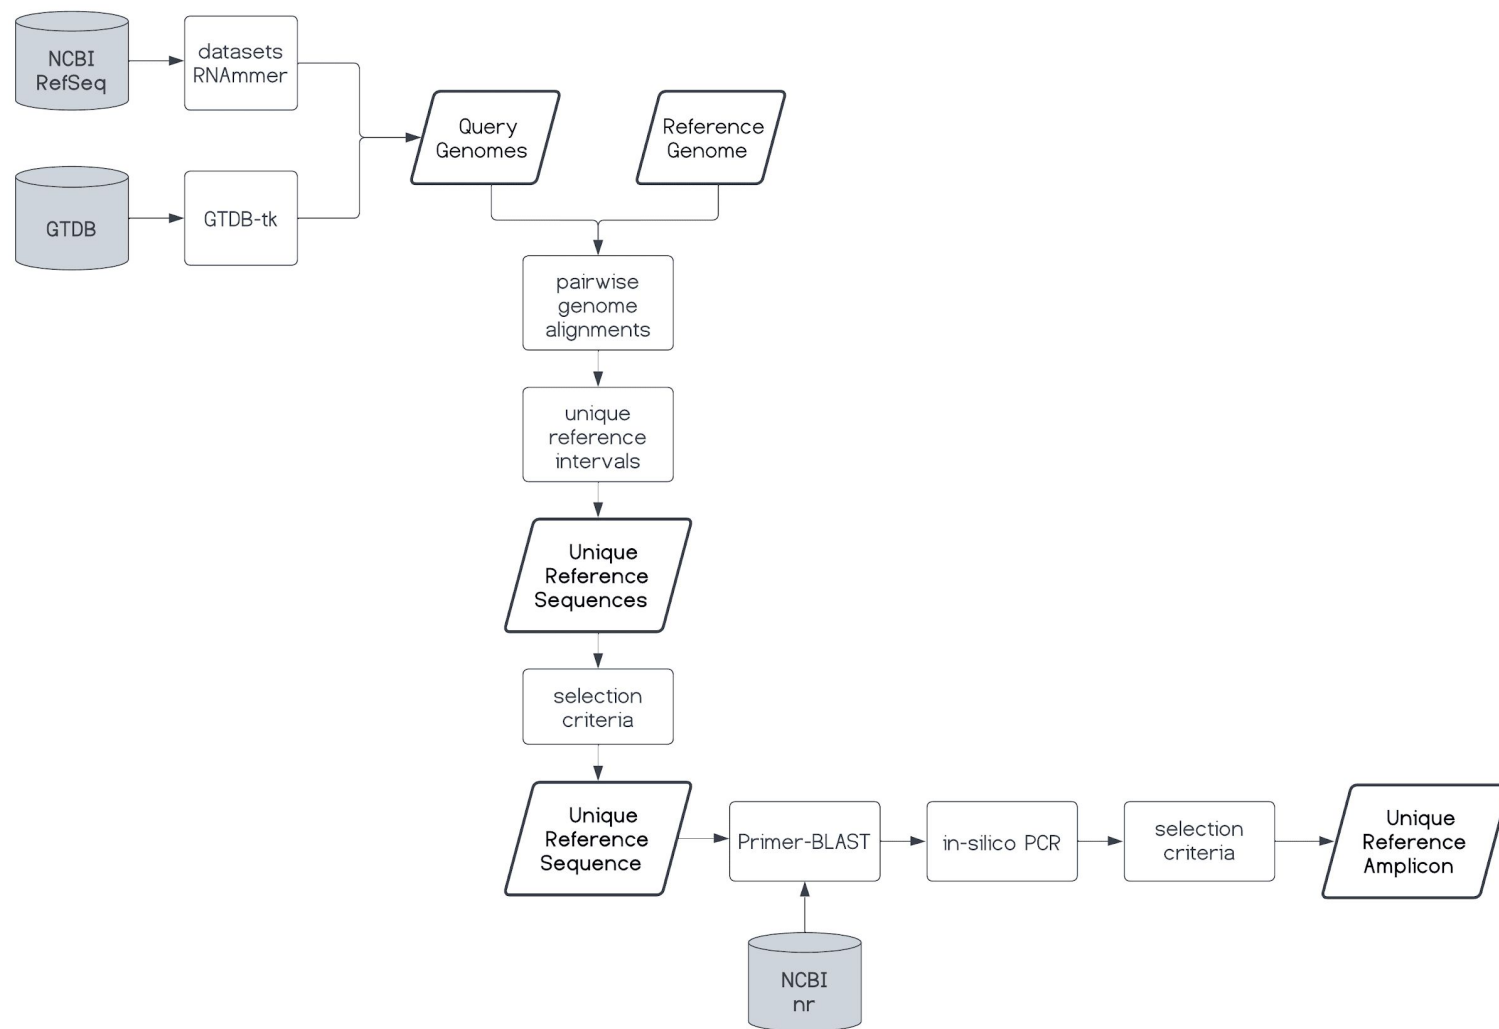 NCBI
RefSeq
datasets
RNAmmer
GTDB
GTDB-tk
Query
Genomes
Reference
Genome
pairwise
genome
alignments
unique
reference
intervals
Unique
Reference
Sequences
selection
criteria
Unique
Reference
Sequence
Primer-BLAST
NCBI
nr
in-silico PCR
selection
criteria
Unique
Reference
Amplicon